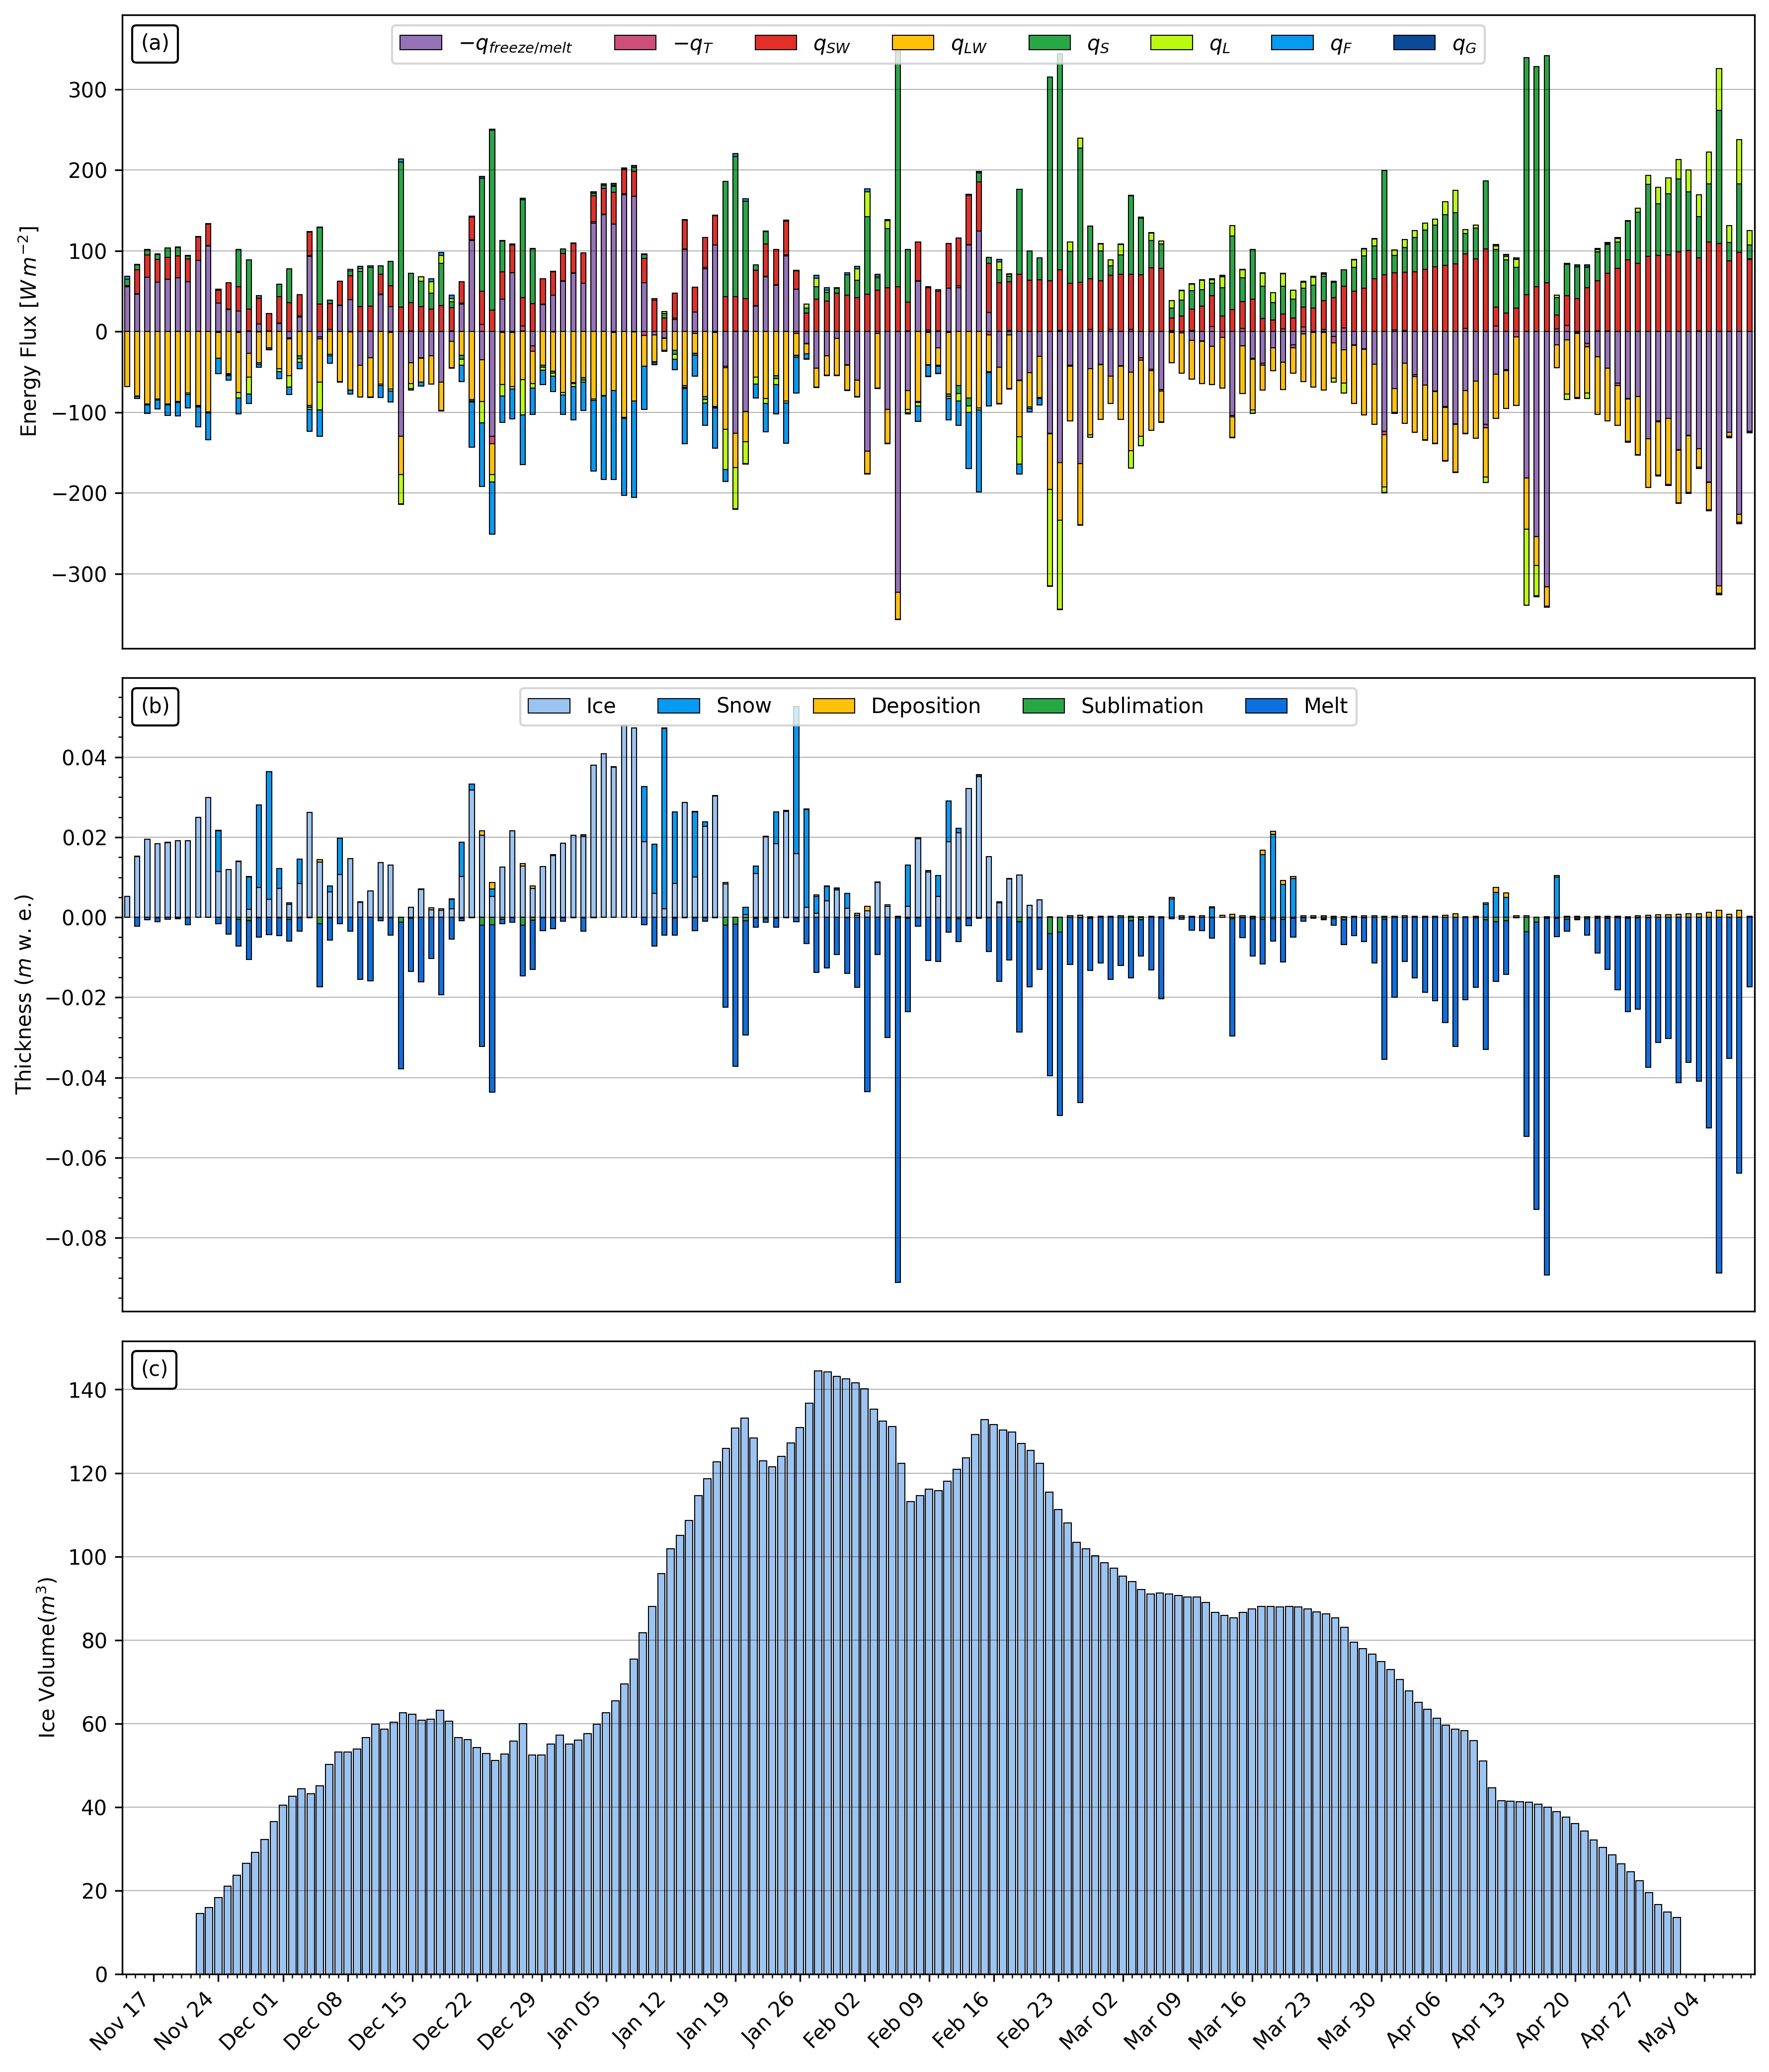 (a)
−q_freeze/melt −q_T q_SW q_LW q_S q_L q_F q_G
Energy Flux [W m⁻²]
300
200
100
0
−100
−200
−300
(b)
Ice Snow Deposition Sublimation Melt
Thickness (m w. e.)
0.04
0.02
0.00
−0.02
−0.04
−0.06
−0.08
(c)
Ice Volume(m³)
140
120
100
80
60
40
20
0
Nov 17 Nov 24 Dec 01 Dec 08 Dec 15 Dec 22 Dec 29 Jan 05 Jan 12 Jan 19 Jan 26 Feb 02 Feb 09 Feb 16 Feb 23 Mar 02 Mar 09 Mar 16 Mar 23 Mar 30 Apr 06 Apr 13 Apr 20 Apr 27 May 04